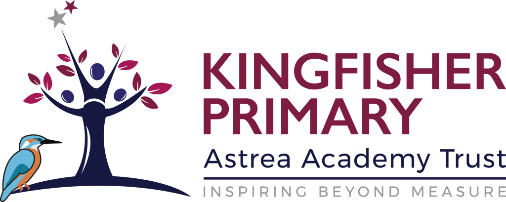 KINGFISHER
PRIMARY
Astrea Academy Trust
INSPIRING BEYOND MEASURE